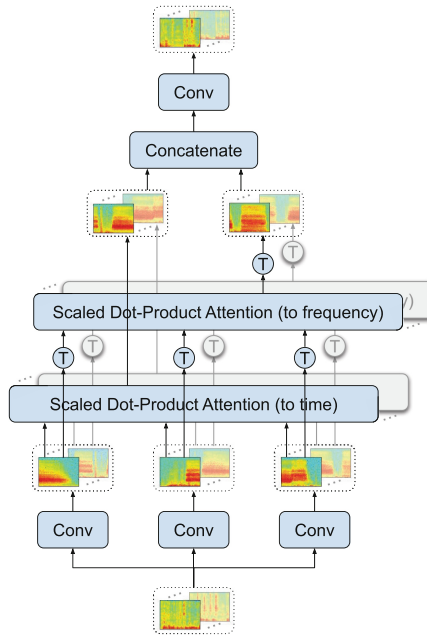 Conv
Concatenate
T
T
Scaled Dot-Product Attention (to frequency)
T
T
T
T
T
T
Scaled Dot-Product Attention (to time)
Conv
Conv
Conv